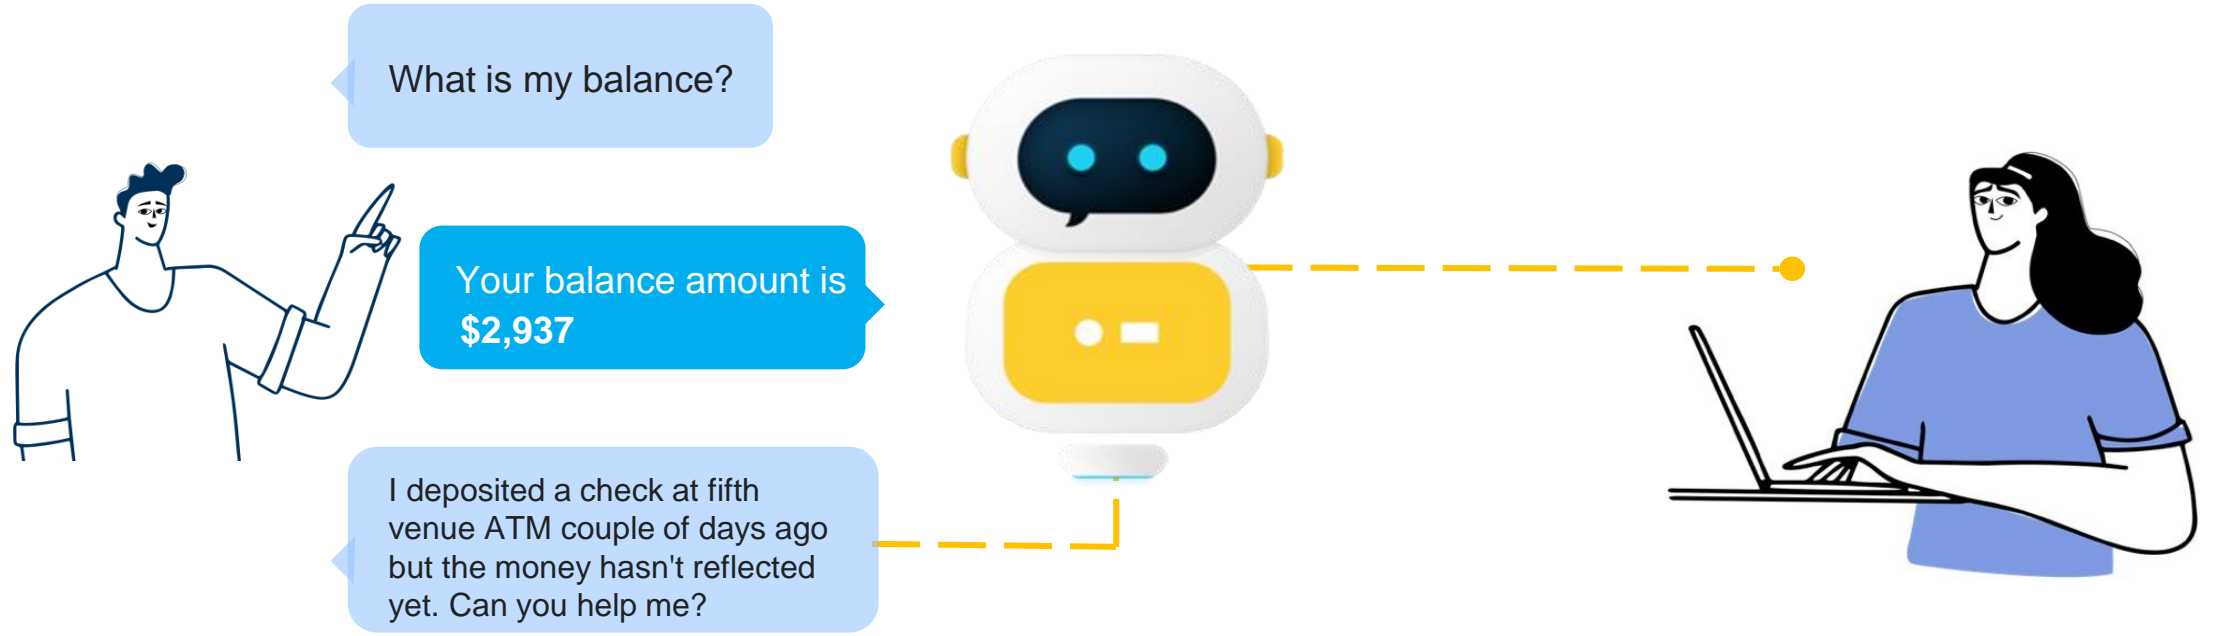 What is my balance?
Your balance amount is
$2,937
I deposited a check at fifth
venue ATM couple of days ago
but the money hasn't reflected
yet. Can you help me?